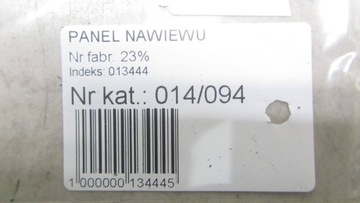 PANEL NAWIEWU
Nr fabr. 23%
Indeks: 013444
Nr kat.: 014/094
1 000000 134445